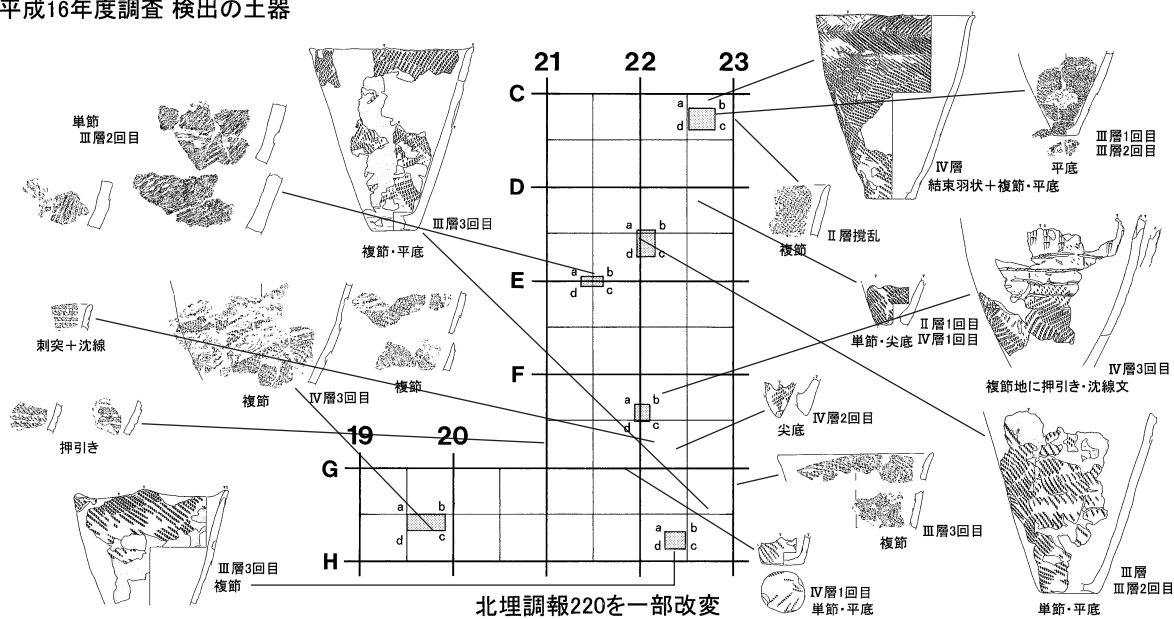 平成16年度調査 検出の土器
単節
Ⅲ層2回目
Ⅲ層3回目
複節・平底
刺突＋沈線
複節
Ⅳ層3回目
複節
押引き
Ⅲ層3回目
複節
21
22
23
C
D
E
F
19
20
G
H
a
b
d
c
a
b
d
c
a
b
d
c
a
b
d
c
a
b
d
c
a
b
d
c
Ⅳ層
結束羽状＋複節・平底
Ⅲ層1回目
Ⅲ層2回目
平底
Ⅱ層撹乱
複節
Ⅱ層1回目
Ⅳ層1回目
単節・尖底
Ⅳ層3回目
複節地に押引き・沈線文
Ⅳ層2回目
尖底
Ⅲ層3回目
複節
Ⅳ層1回目
単節・平底
Ⅲ層
Ⅲ層2回目
単節・平底
北埋調報220を一部改変